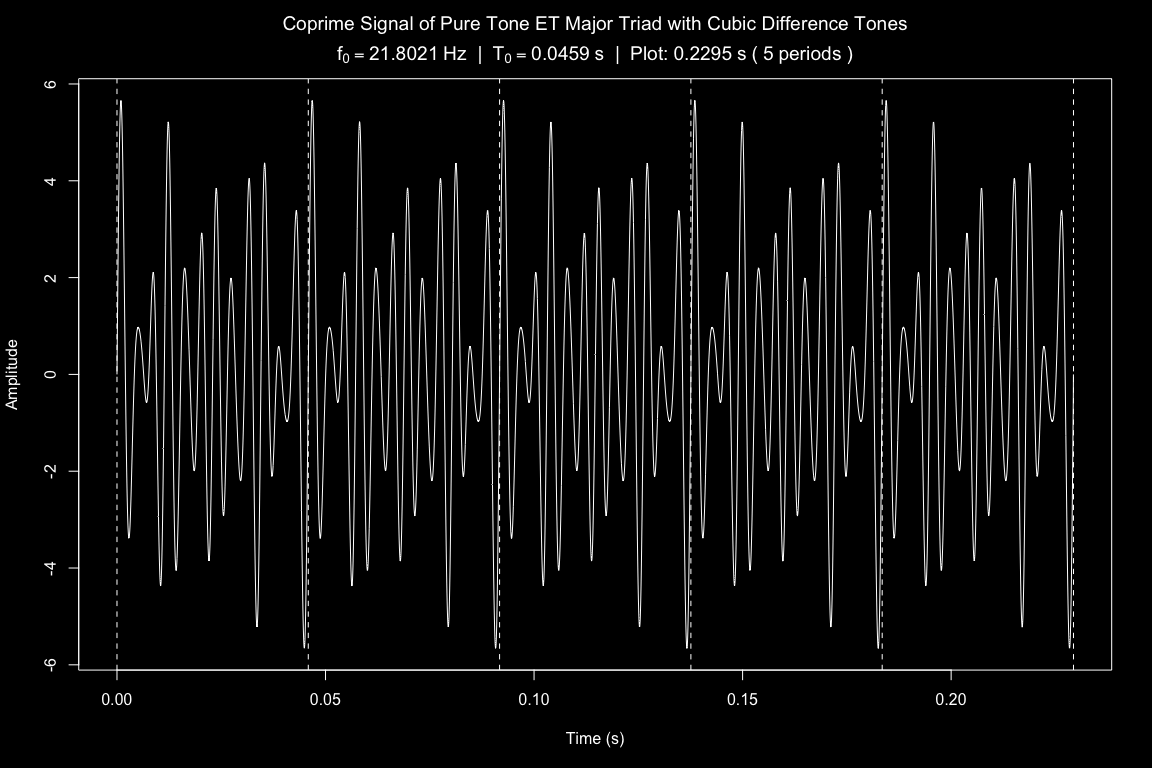 Coprime Signal of Pure Tone ET Major Triad with Cubic Difference Tones
f₀ = 21.8021 Hz | T₀ = 0.0459 s | Plot: 0.2295 s ( 5 periods )
6
4
2
0
-2
-4
-6
Amplitude
0.00 0.05 0.10 0.15 0.20
Time (s)